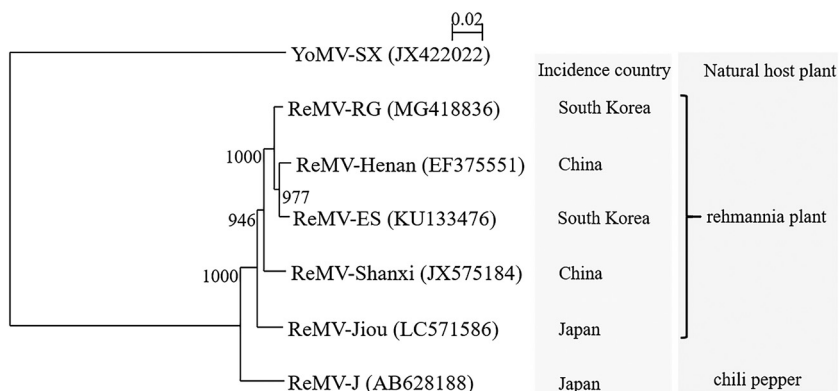 0.02
YoMV-SX (JX422022)
Incidence country Natural host plant
ReMV-RG (MG418836) South Korea
1000
ReMV-Henan (EF375551) China
977
946 ReMV-ES (KU133476) South Korea rehmannia plant
1000 ReMV-Shanxi (JX575184) China
ReMV-Jiou (LC571586) Japan
ReMV-J (AB628188) Japan chili pepper